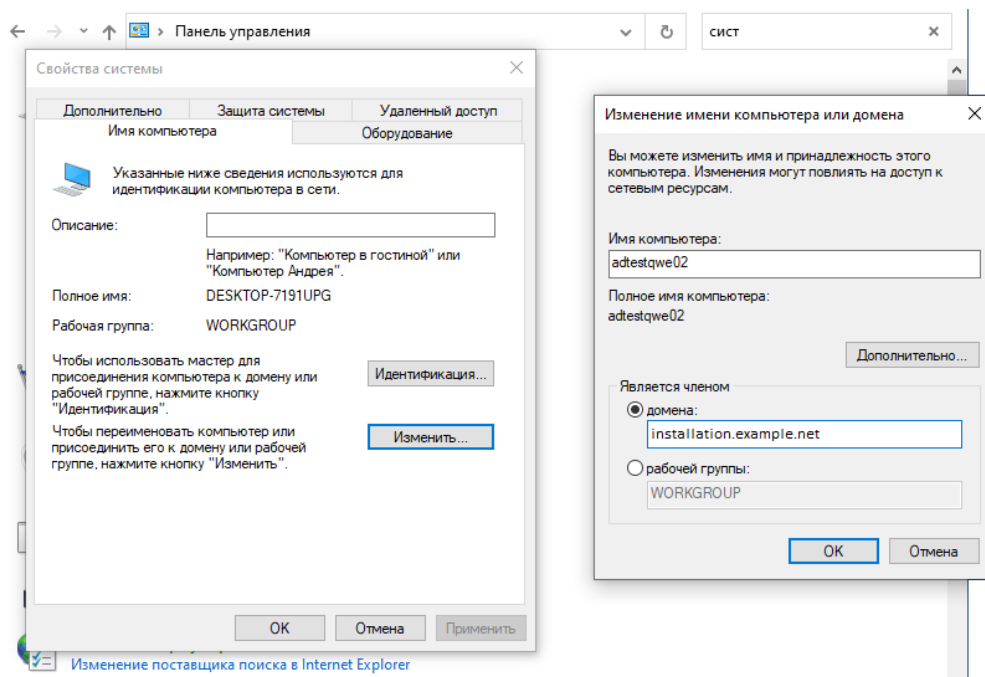 Панель управления
сист
Свойства системы
Дополнительно
Защита системы
Удаленный доступ
Имя компьютера
Оборудование
Указанные ниже сведения используются для
идентификации компьютера в сети.
Описание:
Например: "Компьютер в гостиной" или
"Компьютер Андрея".
Полное имя:
DESKTOP-7191UPG
Рабочая группа:
WORKGROUP
Чтобы использовать мастер для
присоединения компьютера к домену или
рабочей группе, нажмите кнопку
"Идентификация".
Идентификация...
Чтобы переименовать компьютер или
присоединить его к домену или рабочей
группе, нажмите кнопку "Изменить".
Изменить...
OK
Отмена
Применить
Изменение поставщика поиска в Internet Explorer
Изменение имени компьютера или домена
Вы можете изменить имя и принадлежность этого
компьютера. Изменения могут повлиять на доступ к
сетевым ресурсам.
Имя компьютера:
adtestqwe02
Полное имя компьютера:
adtestqwe02
Дополнительно...
Является членом
домена:
installation.example.net
рабочей группы:
WORKGROUP
OK
Отмена